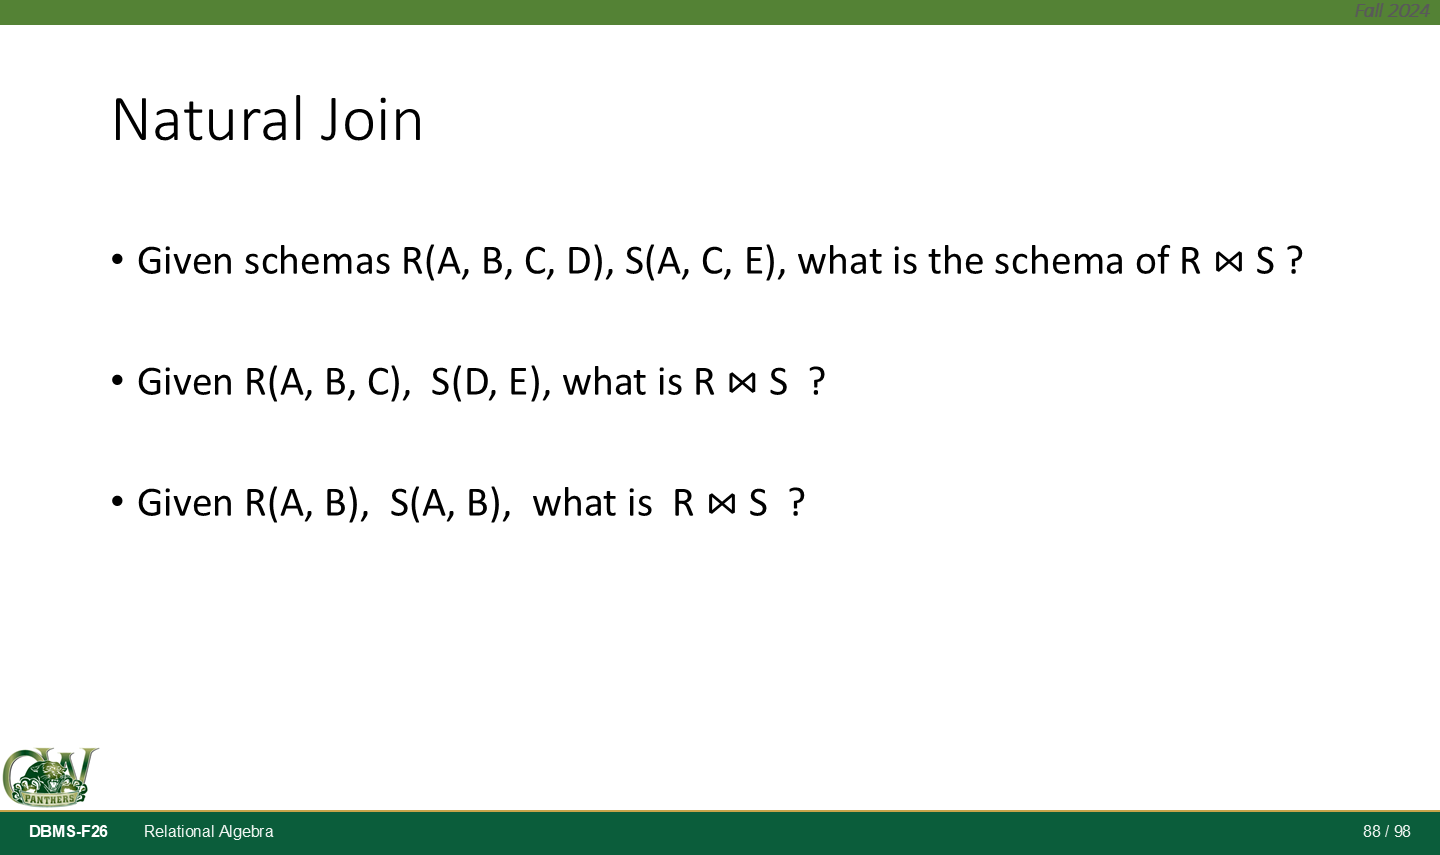 Fall 2024
Natural Join
• Given schemas R(A, B, C, D), S(A, C, E), what is the schema of R ⋈ S ?
• Given R(A, B, C),  S(D, E), what is R ⋈ S  ?
• Given R(A, B),  S(A, B),  what is  R ⋈ S  ?
OW
PANTHERS
DBMS-F26 Relational Algebra 88 / 98